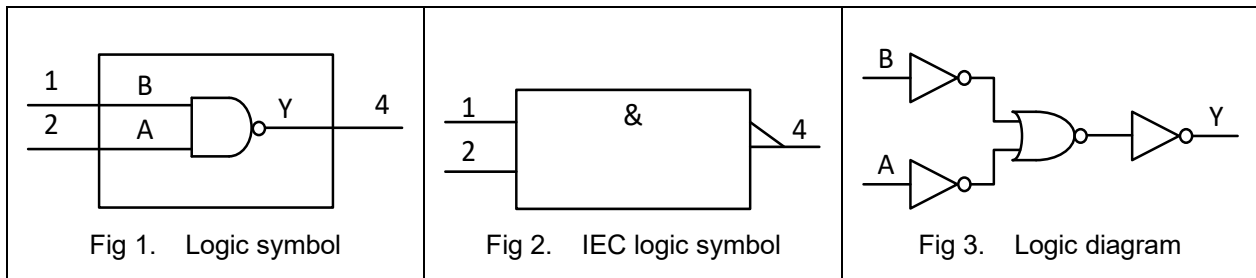 1
B
Y
4
2
A
Fig 1. Logic symbol
1
&
4
2
Fig 2. IEC logic symbol
B
Y
A
Fig 3. Logic diagram